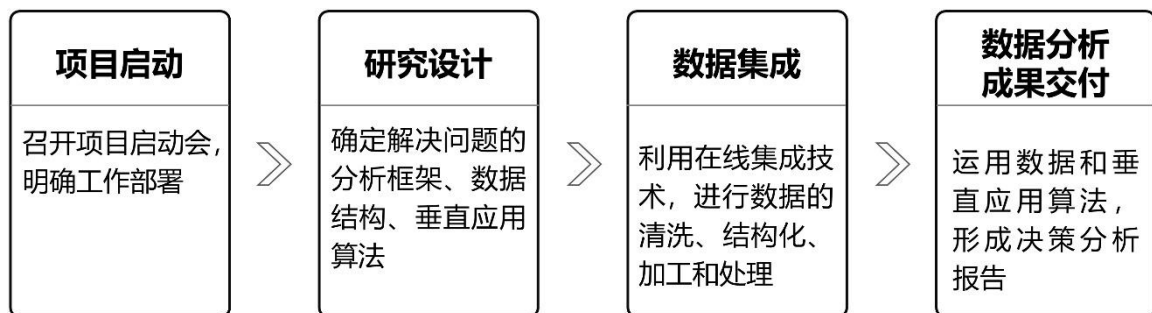 项目启动
召开项目启动会，
明确工作部署
研究设计
确定解决问题的
分析框架、数据
结构、垂直应用
算法
数据集成
利用在线集成技
术，进行数据的
清洗、结构化、
加工和处理
数据分析
成果交付
运用数据和垂
直应用算法，
形成决策分析
报告